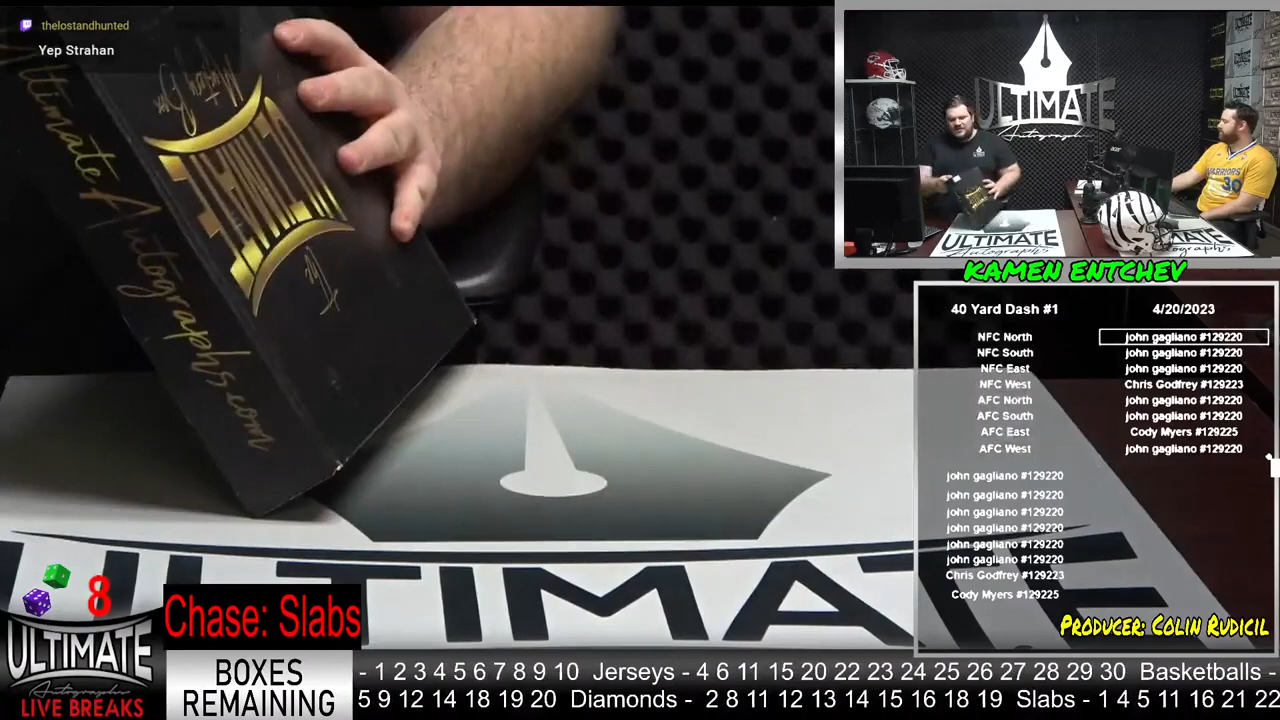 thelostandhunted
Yep Strahan
UltimateAutographs.com
ULTIMATE
Autograph
WARRIORS
30
ULTIMATE
Autographs
KAMEN ENTCHEV
40 Yard Dash #1 4/20/2023
NFC North john gagliano #129220
NFC South john gagliano #129220
NFC East john gagliano #129220
NFC West Chris Godfrey #129223
AFC North john gagliano #129220
AFC South john gagliano #129220
AFC East Cody Myers #129225
AFC West john gagliano #129220
john gagliano #129220
john gagliano #129220
john gagliano #129220
john gagliano #129220
john gagliano #129220
john gagliano #129220
Chris Godfrey #129223
Cody Myers #129225
Producer: Colin Rudicil
ULTIMATE
8
ULTIMATE
Autographs
LIVE BREAKS
Chase: Slabs
BOXES
REMAINING
- 1 2 3 4 5 6 7 8 9 10 Jerseys - 4 6 11 15 20 22 23 24 25 26 27 28 29 30 Basketballs -
5 9 12 14 18 19 20 Diamonds - 2 8 11 12 13 14 15 16 18 19 Slabs - 1 4 5 11 16 21 22